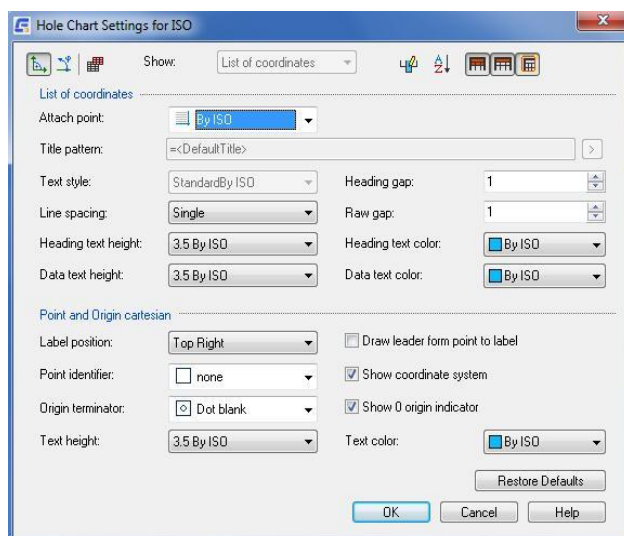 Hole Chart Settings for ISO
Show: List of coordinates
List of coordinates
Attach point: By ISO
Title pattern: =<DefaultTitle> >
Text style: StandardBy ISO Heading gap: 1
Line spacing: Single Raw gap: 1
Heading text height: 3.5 By ISO Heading text color: By ISO
Data text height: 3.5 By ISO Data text color: By ISO
Point and Origin cartesian
Label position: Top Right Draw leader form point to label
Point identifier: none Show coordinate system
Origin terminator: Dot blank Show 0 origin indicator
Text height: 3.5 By ISO Text color: By ISO
Restore Defaults
OK Cancel Help